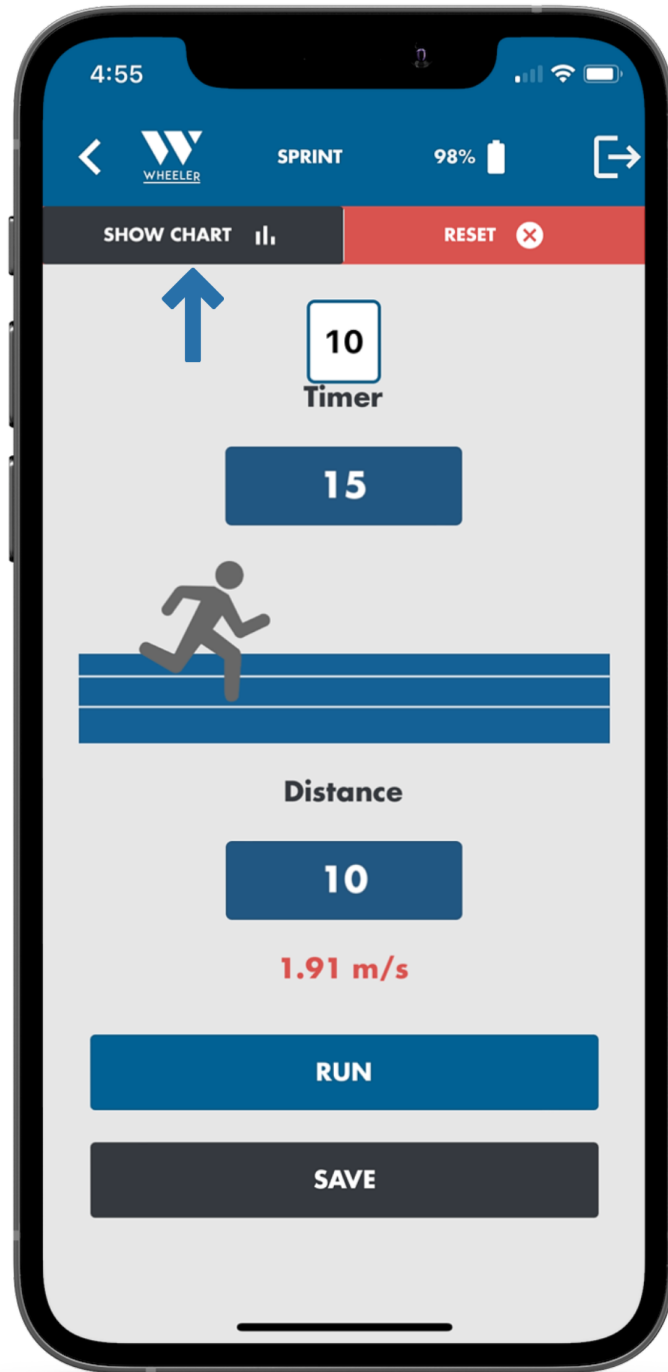 4:55
WHEELER
SPRINT
98%
SHOW CHART
RESET
10
Timer
15
Distance
10
1.91 m/s
RUN
SAVE